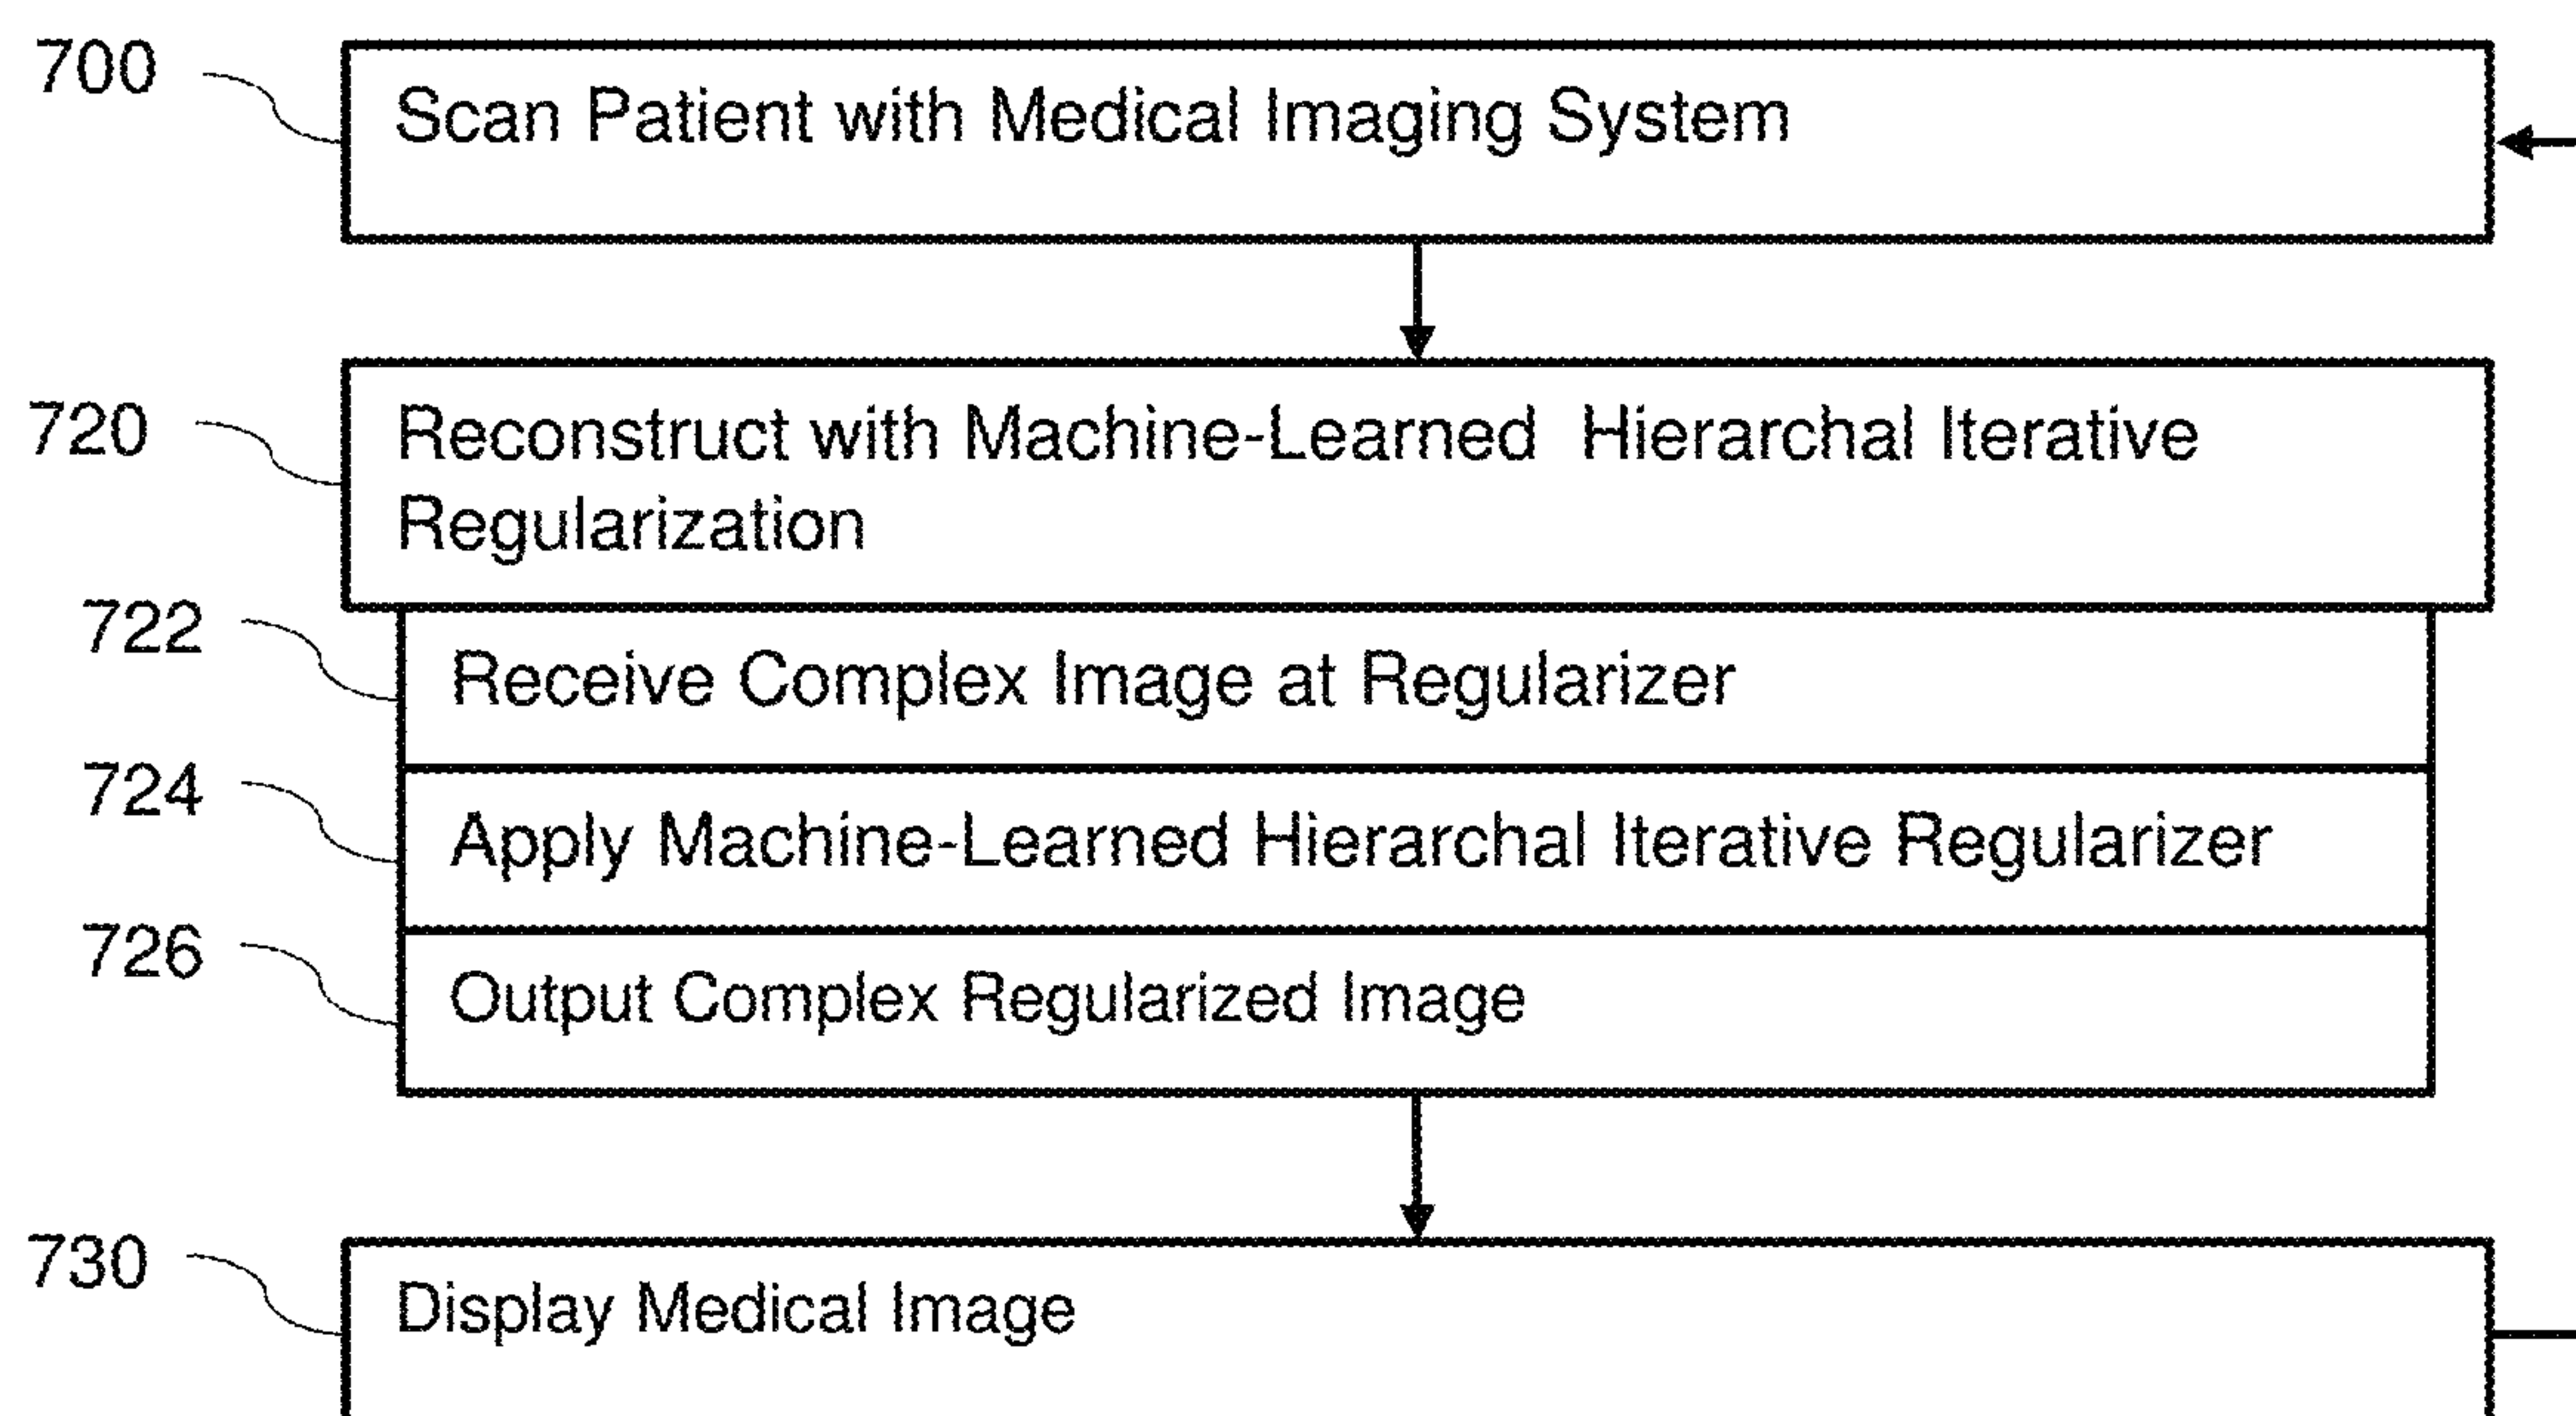 700
Scan Patient with Medical Imaging System
720
Reconstruct with Machine-Learned Hierarchal Iterative
Regularization
722
Receive Complex Image at Regularizer
724
Apply Machine-Learned Hierarchal Iterative Regularizer
726
Output Complex Regularized Image
730
Display Medical Image